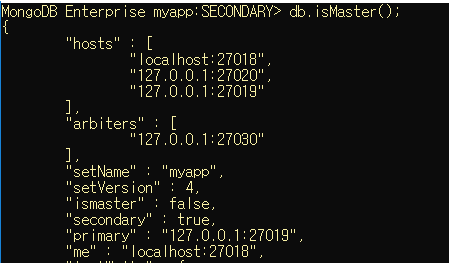 MongoDB Enterprise myapp:SECONDARY> db.isMaster();
{
"hosts" : [
"localhost:27018",
"127.0.0.1:27020",
"127.0.0.1:27019"
],
"arbiters" : [
"127.0.0.1:27030"
],
"setName" : "myapp",
"setVersion" : 4,
"ismaster" : false,
"secondary" : true,
"primary" : "127.0.0.1:27019",
"me" : "localhost:27018",